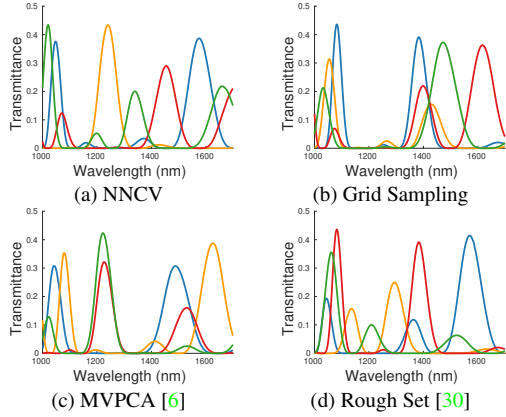 0.5 0.5
0.4 0.4
0.3 0.3
0.2 0.2
0.1 0.1
0 0
Transmittance Transmittance
1000 1200 1400 1600 1000 1200 1400 1600
Wavelength (nm) Wavelength (nm)
(a) NNCV (b) Grid Sampling
0.5 0.5
0.4 0.4
0.3 0.3
0.2 0.2
0.1 0.1
0 0
Transmittance Transmittance
1000 1200 1400 1600 1000 1200 1400 1600
Wavelength (nm) Wavelength (nm)
(c) MVPCA [6] (d) Rough Set [30]